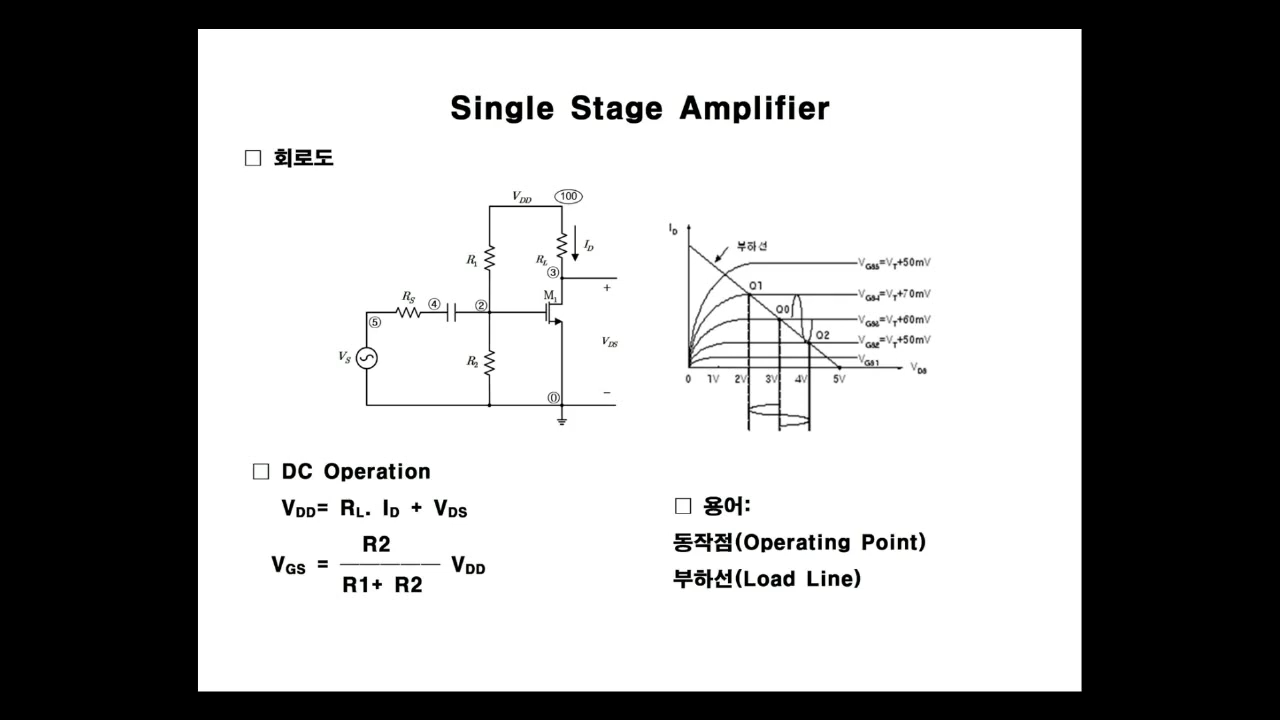 Single Stage Amplifier
□ 회로도
V_DD 100
R_1
R_L
I_D
③
+
R_S
④
②
M_1
⑤
V_S
R_2
V_DS
⓪
−
I_D
부하선
V_GS5=V_T+50mV
Q1
V_GS4=V_T+70mV
Q0
V_GS3=V_T+60mV
Q2
V_GS2=V_T+50mV
V_GS1
V_DS
0 1V 2V 3V 4V 5V
□ DC Operation
V_DD= R_L. I_D + V_DS
V_GS = R2 / R1+ R2 V_DD
□ 용어:
동작점(Operating Point)
부하선(Load Line)